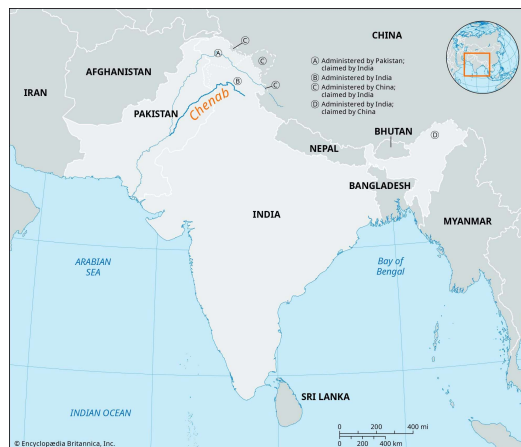 CHINA
C
A
C
C
B
C
A Administered by Pakistan;
claimed by India
B Administered by India
C Administered by China;
claimed by India
D Administered by India;
claimed by China
AFGHANISTAN
IRAN
PAKISTAN
Chenab
BHUTAN
D
NEPAL
BANGLADESH
INDIA
MYANMAR
ARABIAN
SEA
Bay of
Bengal
SRI LANKA
INDIAN OCEAN
0 200 400 mi
0 200 400 km
© Encyclopædia Britannica, Inc.